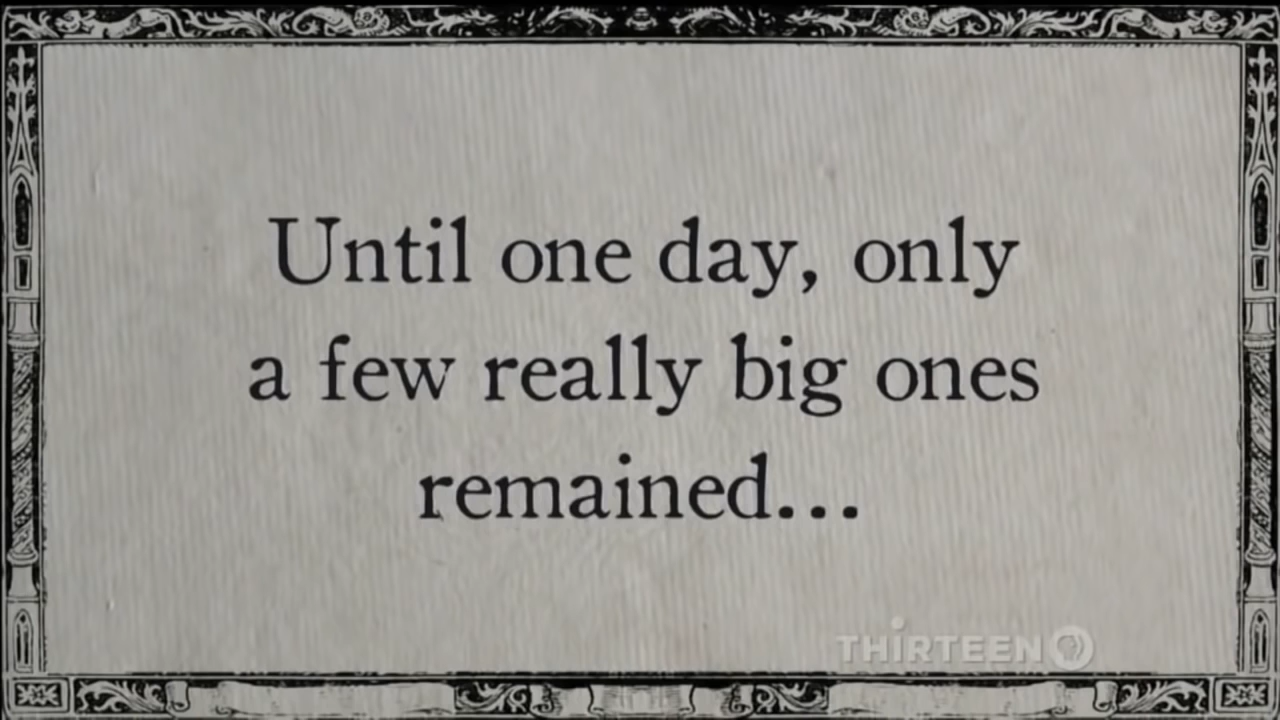 Until one day, only
a few really big ones
remained...
THIRTEEN